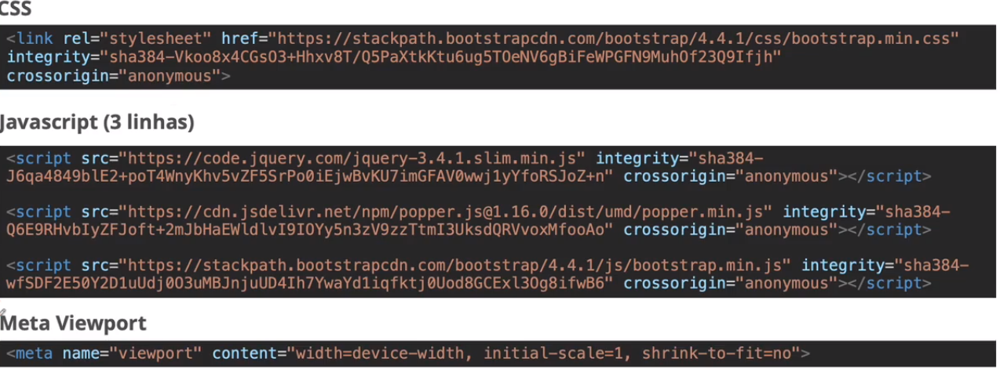 CSS
<link rel="stylesheet" href="https://stackpath.bootstrapcdn.com/bootstrap/4.4.1/css/bootstrap.min.css"
integrity="sha384-Vkoo8x4CGsO3+Hhxv8T/Q5PaXtkKtu6ug5TOeNV6gBiFeWPGFN9MuhOf23Q9Ifjh"
crossorigin="anonymous">
Javascript (3 linhas)
<script src="https://code.jquery.com/jquery-3.4.1.slim.min.js" integrity="sha384-
J6qa4849blE2+poT4WnyKhv5vZF5SrPo0iEjwBvKU7imGFAV0wwj1yYfoRSJoZ+n" crossorigin="anonymous"></script>
<script src="https://cdn.jsdelivr.net/npm/popper.js@1.16.0/dist/umd/popper.min.js" integrity="sha384-
Q6E9RHvbIyZFJoft+2mJbHaEWldlvI9IOYy5n3zV9zzTtmI3UksdQRVvoxMfooAo" crossorigin="anonymous"></script>
<script src="https://stackpath.bootstrapcdn.com/bootstrap/4.4.1/js/bootstrap.min.js" integrity="sha384-
wfSDF2E50Y2D1uUdj0O3uMBJnjuUD4Ih7YwaYd1iqfktj0Uod8GCExl3Og8ifwB6" crossorigin="anonymous"></script>
Meta Viewport
<meta name="viewport" content="width=device-width, initial-scale=1, shrink-to-fit=no">